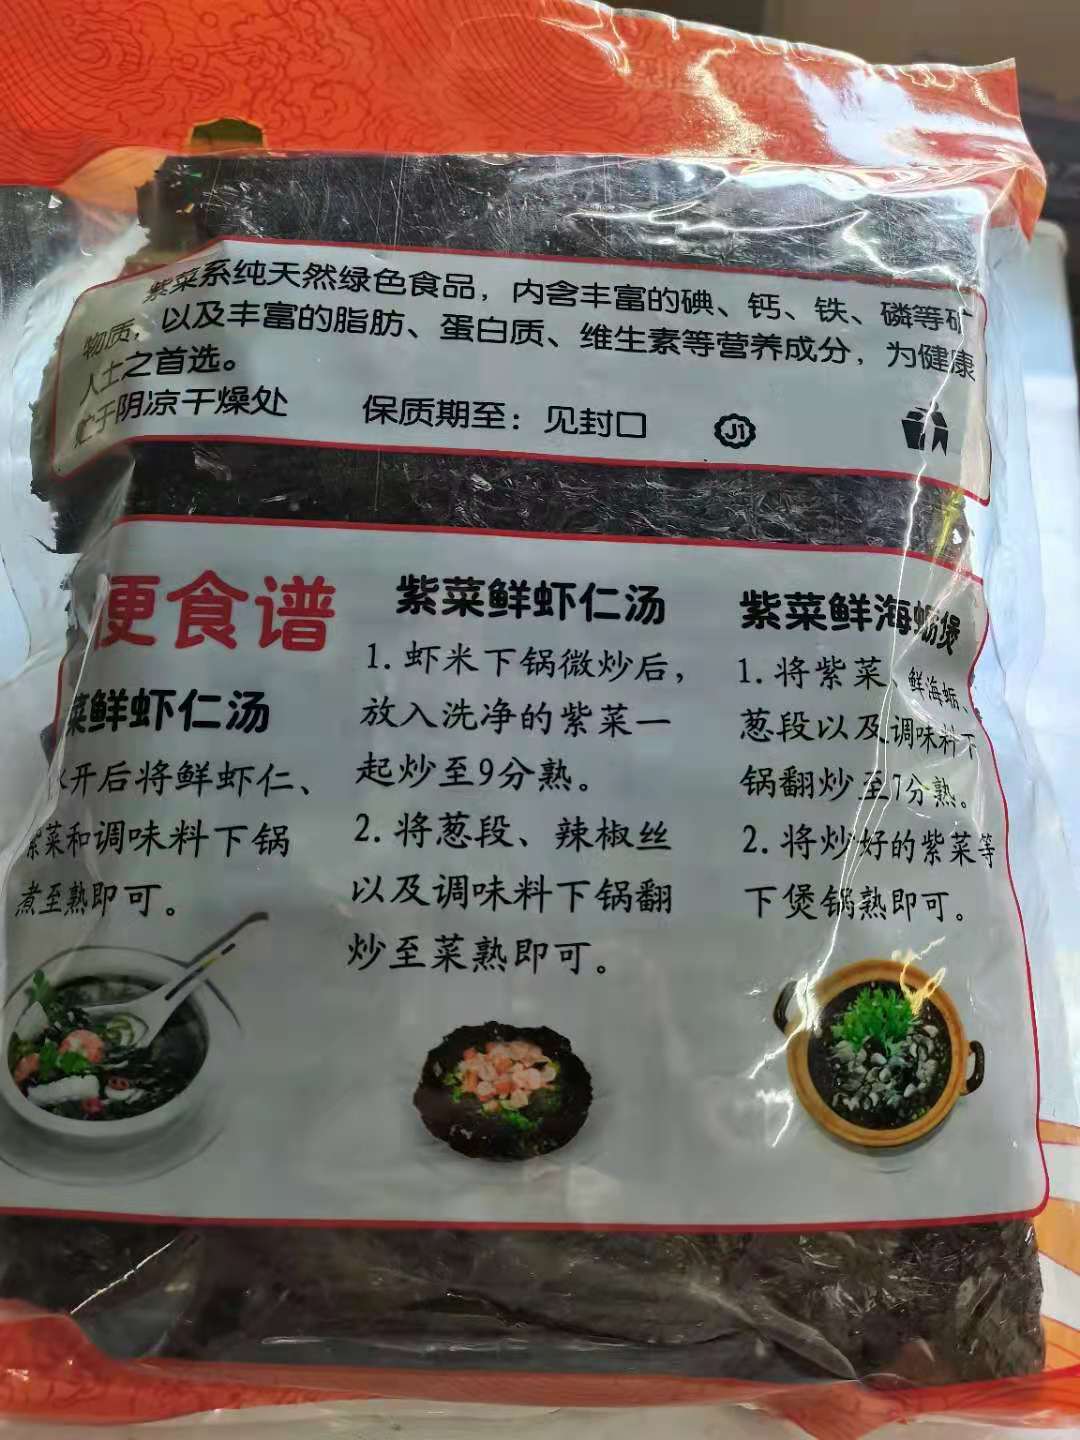 紫菜系纯天然绿色食品，内含丰富的碘、钙、铁、磷等矿
物质，以及丰富的脂肪、蛋白质、维生素等营养成分，为健康
人士之首选。
贮于阴凉干燥处 保质期至：见封口 J1
便食谱
菜鲜虾仁汤
水开后将鲜虾仁、
紫菜和调味料下锅
煮至熟即可。
紫菜鲜虾仁汤
1.虾米下锅微炒后，
放入洗净的紫菜一
起炒至9分熟。
2.将葱段、辣椒丝
以及调味料下锅翻
炒至菜熟即可。
紫菜鲜海蛎煲
1.将紫菜、鲜海蛎、
葱段以及调味料下
锅翻炒至7分熟。
2.将炒好的紫菜等
下煲锅熟即可。